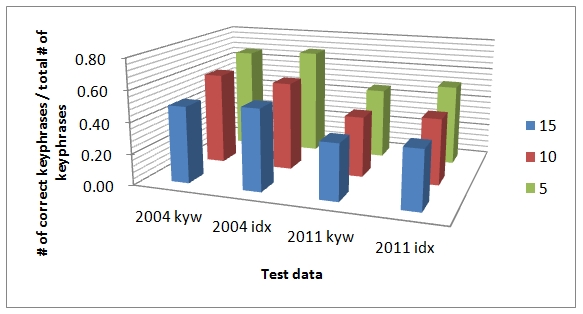 # of correct keyphrases / total # of
keyphrases
0.80
0.60
0.40
0.20
0.00
2004 kyw
2004 idx
2011 kyw
2011 idx
Test data
15
10
5